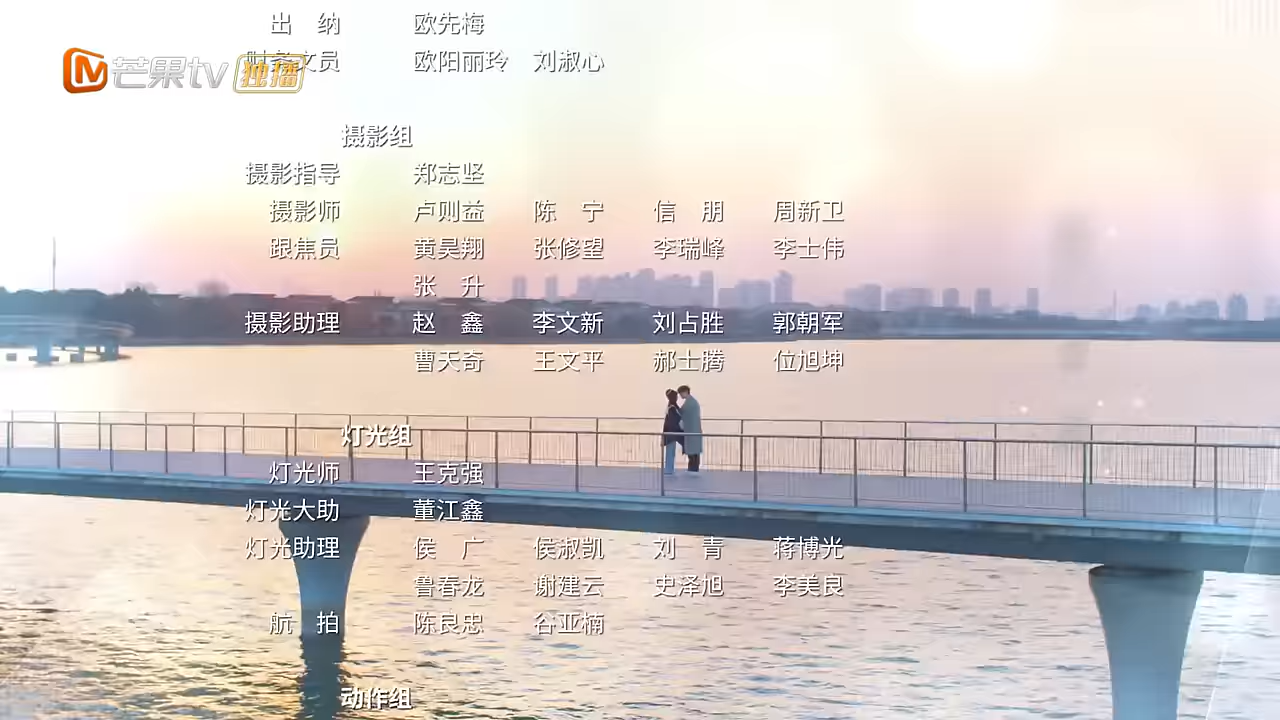 出 纳 欧先梅
财务文员 欧阳丽玲 刘淑心
芒果tv 独播
摄影组
摄影指导 郑志坚
摄影师 卢则益 陈 宁 信 朋 周新卫
跟焦员 黄昊翔 张修望 李瑞峰 李士伟
张 升
摄影助理 赵 鑫 李文新 刘占胜 郭朝军
曹天奇 王文平 郝士腾 位旭坤
灯光组
灯光师 王克强
灯光大助 董江鑫
灯光助理 侯 广 侯淑凯 刘 青 蒋博光
鲁春龙 谢建云 史泽旭 李美良
航 拍 陈良忠 谷亚楠
动作组